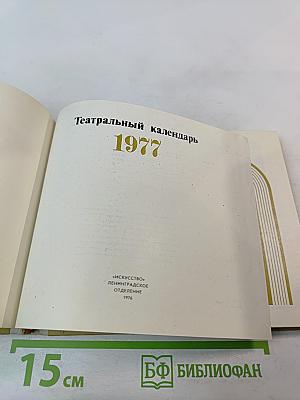 Театральный календарь
1977
«ИСКУССТВО»
ЛЕНИНГРАДСКОЕ
ОТДЕЛЕНИЕ
1976
15 см
БФ БИБЛИОФАН